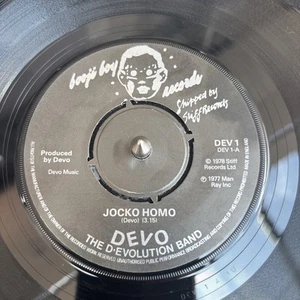 booji boy
records
Shipped by
Stiff Records
DEV 1
DEV 1-A
Produced by
Devo
Devo Music
℗ 1978 Stiff
Records Ltd.
© 1977 Man
Ray Inc
JOCKO HOMO
(Devo) (3.15)
DEVO
THE D-EVOLUTION BAND